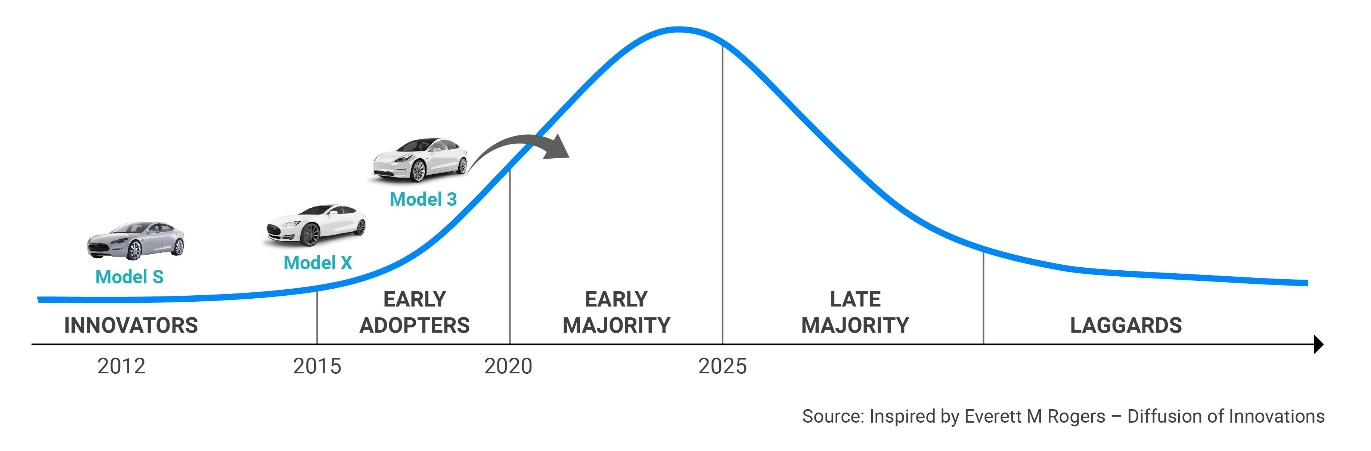 Model 3
Model S
Model X
INNOVATORS
EARLY
ADOPTERS
EARLY
MAJORITY
LATE
MAJORITY
LAGGARDS
2012
2015
2020
2025
Source: Inspired by Everett M Rogers – Diffusion of Innovations